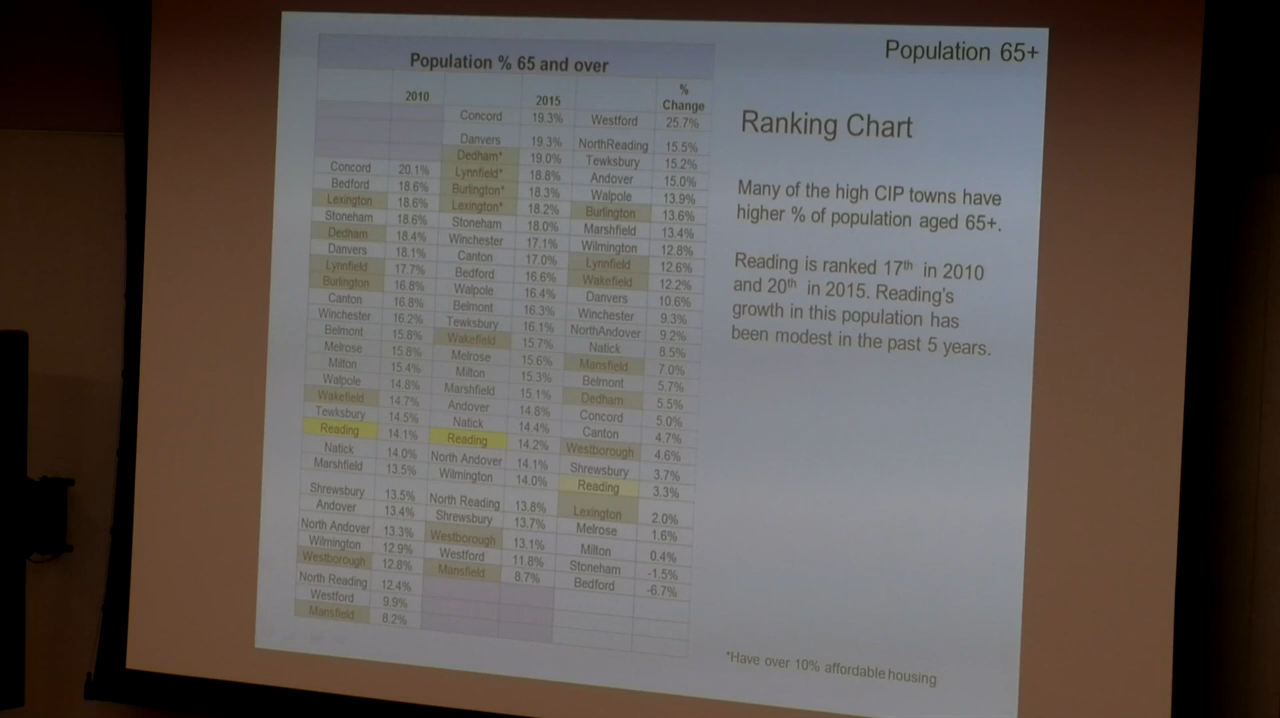 Population 65+
Population % 65 and over
2010 2015 % Change
Concord 19.3% Westford 25.7%
Danvers 19.3% NorthReading 15.5%
Dedham* 19.0% Tewksbury 15.2%
Concord 20.1% Lynnfield* 18.8% Andover 15.0%
Bedford 18.6% Burlington* 18.3% Walpole 13.9%
Lexington 18.6% Lexington* 18.2% Burlington 13.6%
Stoneham 18.6% Stoneham 18.0% Marshfield 13.4%
Dedham 18.4% Winchester 17.1% Wilmington 12.8%
Danvers 18.1% Canton 17.0% Lynnfield 12.6%
Lynnfield 17.7% Bedford 16.6% Wakefield 12.2%
Burlington 16.8% Walpole 16.4% Danvers 10.6%
Canton 16.8% Belmont 16.3% Winchester 9.3%
Winchester 16.2% Tewksbury 16.1% NorthAndover 9.2%
Belmont 15.8% Wakefield 15.7% Natick 8.5%
Melrose 15.8% Melrose 15.6% Mansfield 7.0%
Milton 15.4% Milton 15.3% Belmont 5.7%
Walpole 14.8% Marshfield 15.1% Dedham 5.5%
Wakefield 14.7% Andover 14.8% Concord 5.0%
Tewksbury 14.5% Natick 14.4% Canton 4.7%
Reading 14.1% Reading 14.2% Westborough 4.6%
Natick 14.0% North Andover 14.1% Shrewsbury 3.7%
Marshfield 13.5% Wilmington 14.0% Reading 3.3%
Shrewsbury 13.5% North Reading 13.8% Lexington 2.0%
Andover 13.4% Shrewsbury 13.7% Melrose 1.6%
North Andover 13.3% Westborough 13.1% Milton 0.4%
Wilmington 12.9% Westford 11.8% Stoneham -1.5%
Westborough 12.8% Mansfield 8.7% Bedford -6.7%
North Reading 12.4%
Westford 9.9%
Mansfield 8.2%
Ranking Chart
Many of the high CIP towns have
higher % of population aged 65+.
Reading is ranked 17th in 2010
and 20th in 2015. Reading's
growth in this population has
been modest in the past 5 years.
*Have over 10% affordable housing